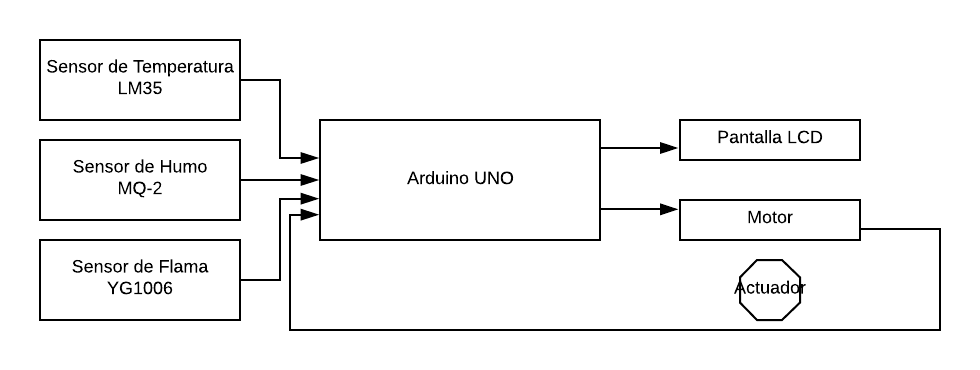 Sensor de Temperatura
LM35
Sensor de Humo
MQ-2
Sensor de Flama
YG1006
Arduino UNO
Pantalla LCD
Motor
Actuador